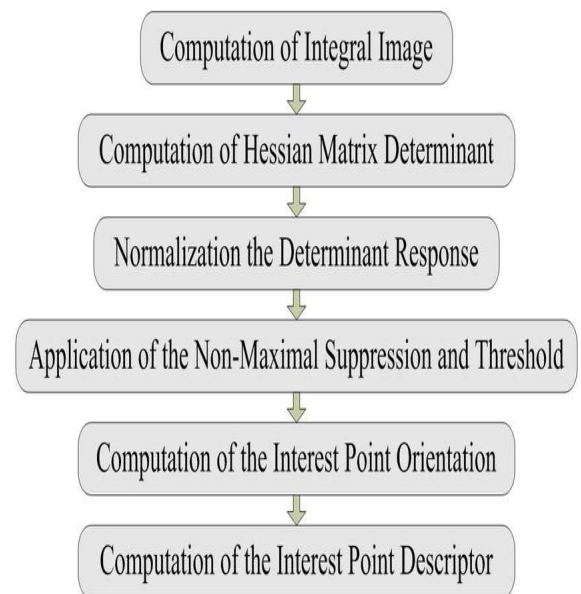 Computation of Integral Image
Computation of Hessian Matrix Determinant
Normalization the Determinant Response
Application of the Non-Maximal Suppression and Threshold
Computation of the Interest Point Orientation
Computation of the Interest Point Descriptor